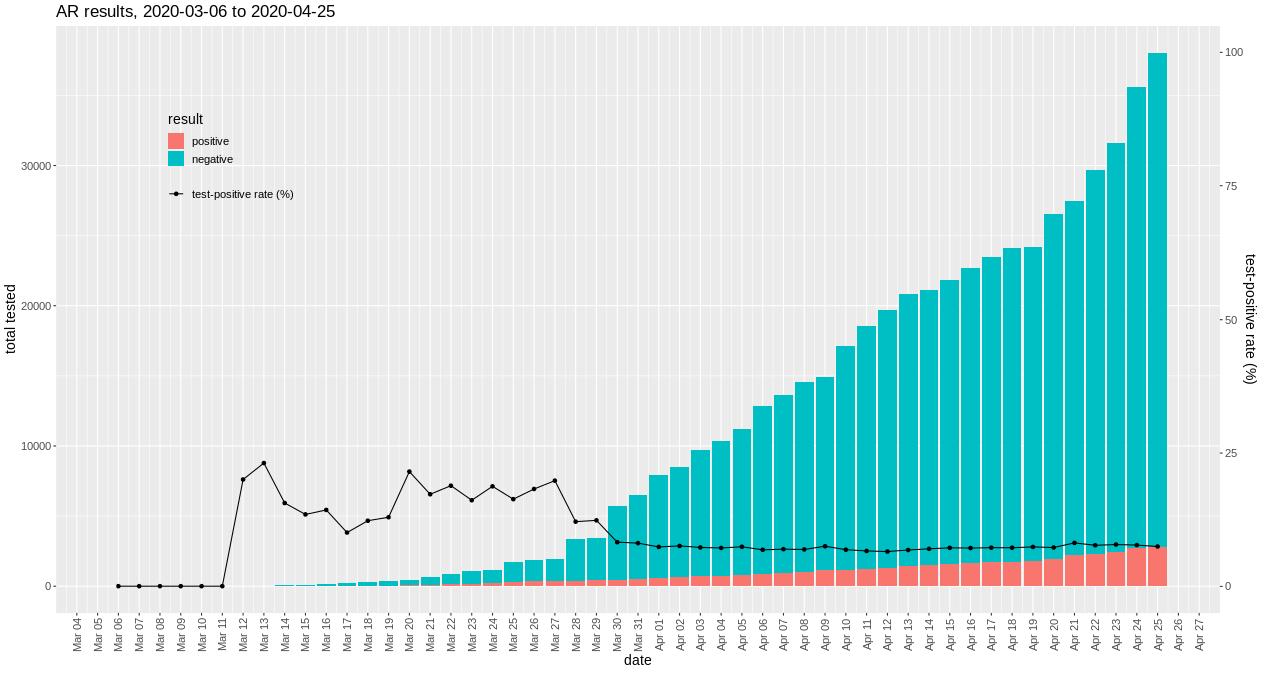 AR results, 2020-03-06 to 2020-04-25
result
positive
negative
test-positive rate (%)
total tested
30000
20000
10000
0
100
75
50
25
0
test-positive rate (%)
Mar 04
Mar 05
Mar 06
Mar 07
Mar 08
Mar 09
Mar 10
Mar 11
Mar 12
Mar 13
Mar 14
Mar 15
Mar 16
Mar 17
Mar 18
Mar 19
Mar 20
Mar 21
Mar 22
Mar 23
Mar 24
Mar 25
Mar 26
Mar 27
Mar 28
Mar 29
Mar 30
Mar 31
Apr 01
Apr 02
Apr 03
Apr 04
Apr 05
Apr 06
Apr 07
Apr 08
Apr 09
Apr 10
Apr 11
Apr 12
Apr 13
Apr 14
Apr 15
Apr 16
Apr 17
Apr 18
Apr 19
Apr 20
Apr 21
Apr 22
Apr 23
Apr 24
Apr 25
Apr 26
Apr 27
date